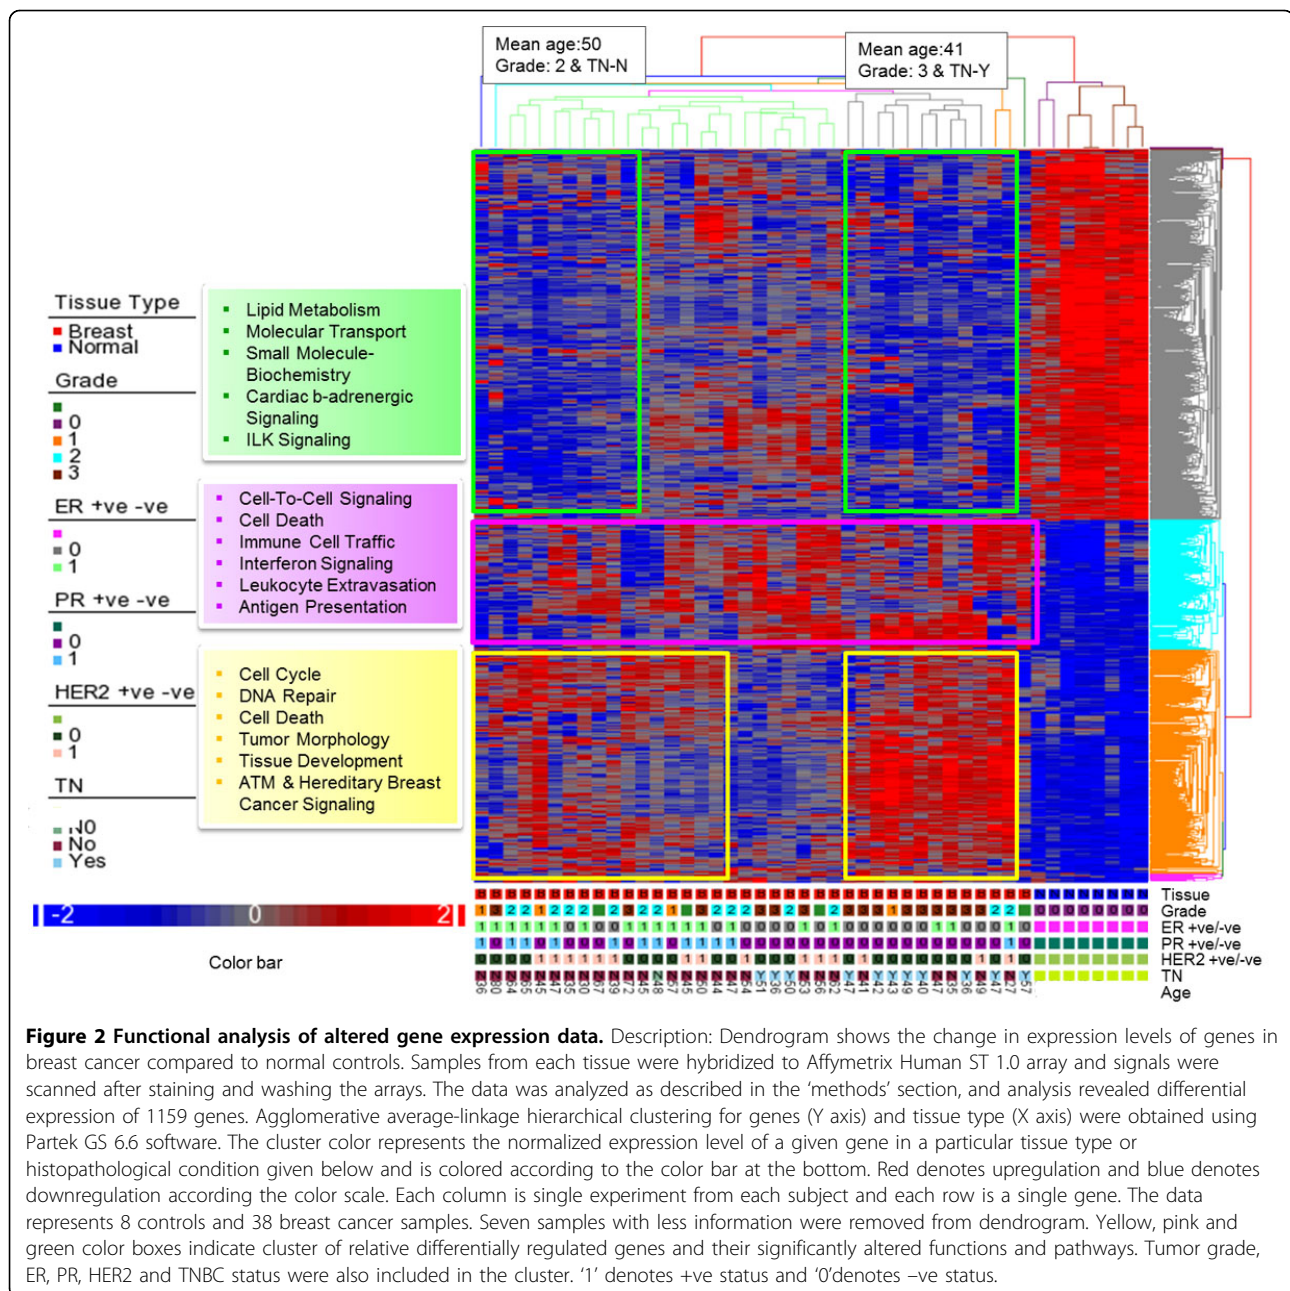 Mean age:50
Grade: 2 & TN-N
Mean age:41
Grade: 3 & TN-Y
Tissue Type
Breast
Normal
Grade
0
1
2
3
ER +ve -ve
0
1
PR +ve -ve
0
1
HER2 +ve -ve
0
1
TN
No
Yes
Lipid Metabolism
Molecular Transport
Small Molecule-
Biochemistry
Cardiac b-adrenergic
Signaling
ILK Signaling
Cell-To-Cell Signaling
Cell Death
Immune Cell Traffic
Interferon Signaling
Leukocyte Extravasation
Antigen Presentation
Cell Cycle
DNA Repair
Cell Death
Tumor Morphology
Tissue Development
ATM & Hereditary Breast
Cancer Signaling
-2 0 2
Color bar
Tissue
Grade
ER +ve/-ve
PR +ve/-ve
HER2 +ve/-ve
TN
Age
Figure 2 Functional analysis of altered gene expression data. Description: Dendrogram shows the change in expression levels of genes in
breast cancer compared to normal controls. Samples from each tissue were hybridized to Affymetrix Human ST 1.0 array and signals were
scanned after staining and washing the arrays. The data was analyzed as described in the ‘methods’ section, and analysis revealed differential
expression of 1159 genes. Agglomerative average-linkage hierarchical clustering for genes (Y axis) and tissue type (X axis) were obtained using
Partek GS 6.6 software. The cluster color represents the normalized expression level of a given gene in a particular tissue type or
histopathological condition given below and is colored according to the color bar at the bottom. Red denotes upregulation and blue denotes
downregulation according the color scale. Each column is single experiment from each subject and each row is a single gene. The data
represents 8 controls and 38 breast cancer samples. Seven samples with less information were removed from dendrogram. Yellow, pink and
green color boxes indicate cluster of relative differentially regulated genes and their significantly altered functions and pathways. Tumor grade,
ER, PR, HER2 and TNBC status were also included in the cluster. ‘1’ denotes +ve status and ‘0’denotes –ve status.